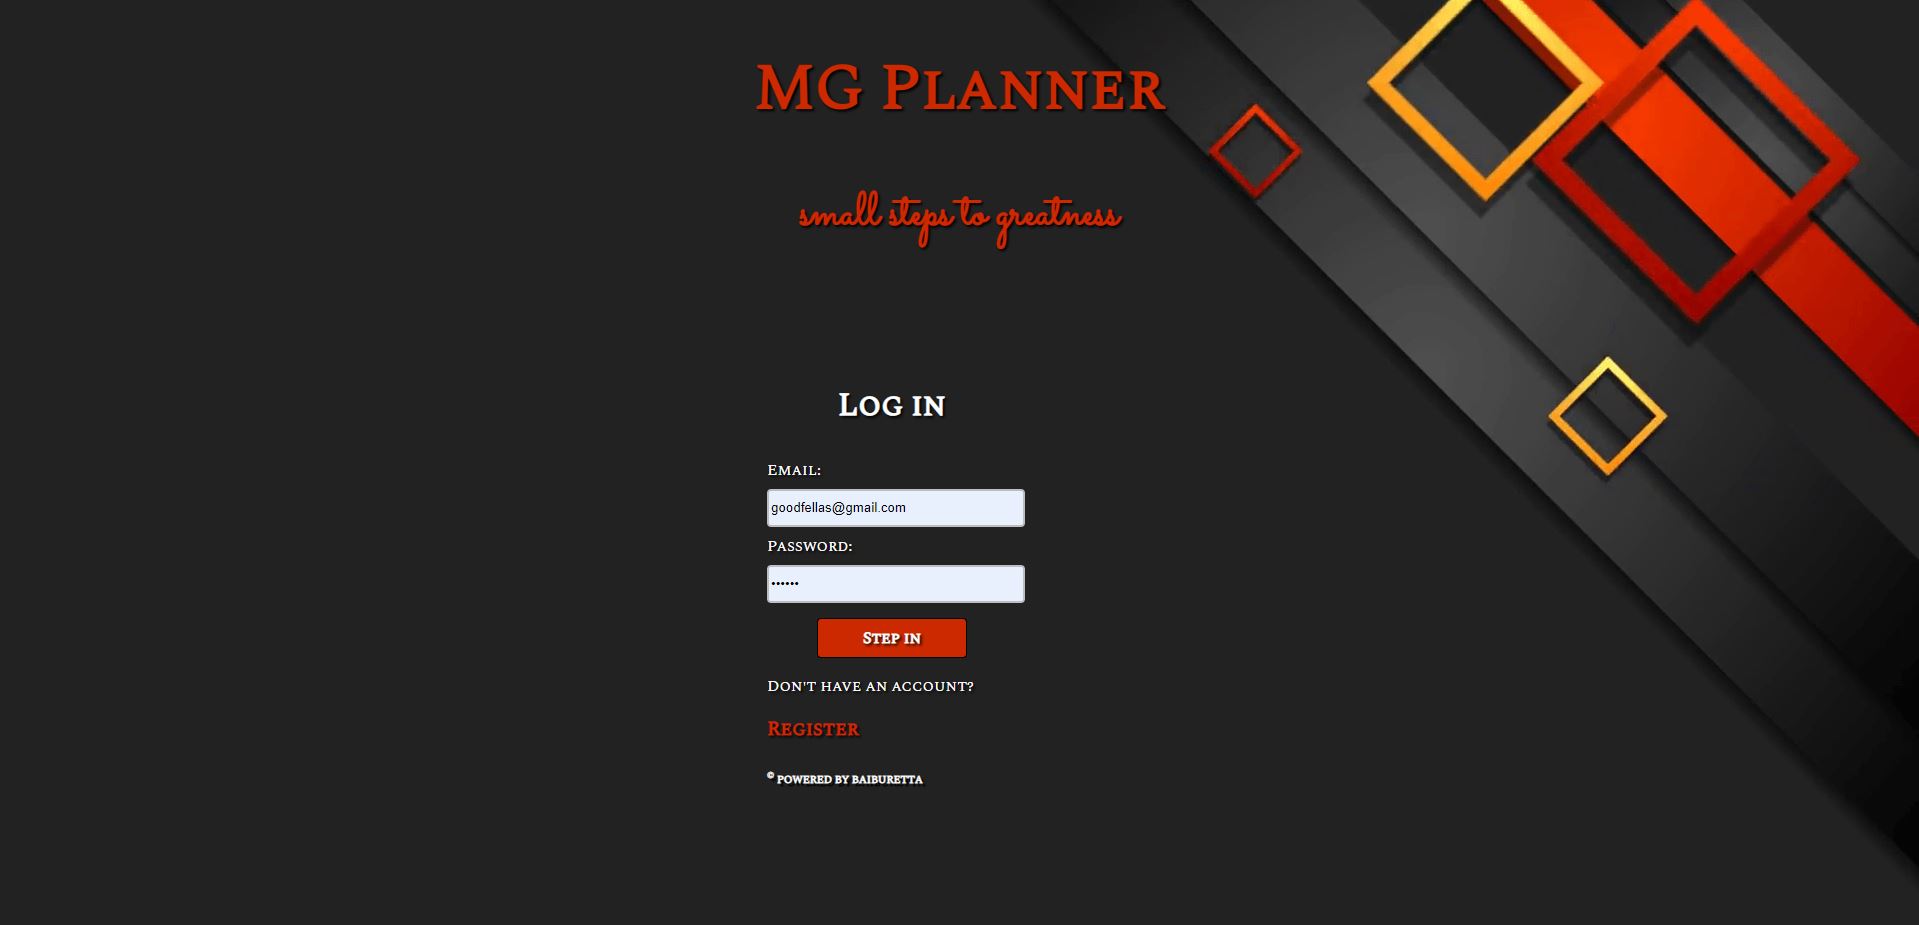 MG Planner
small steps to greatness
Log in
Email:
goodfellas@gmail.com
Password:
••••••
Step in
Don't have an account?
Register
© powered by baiburetta